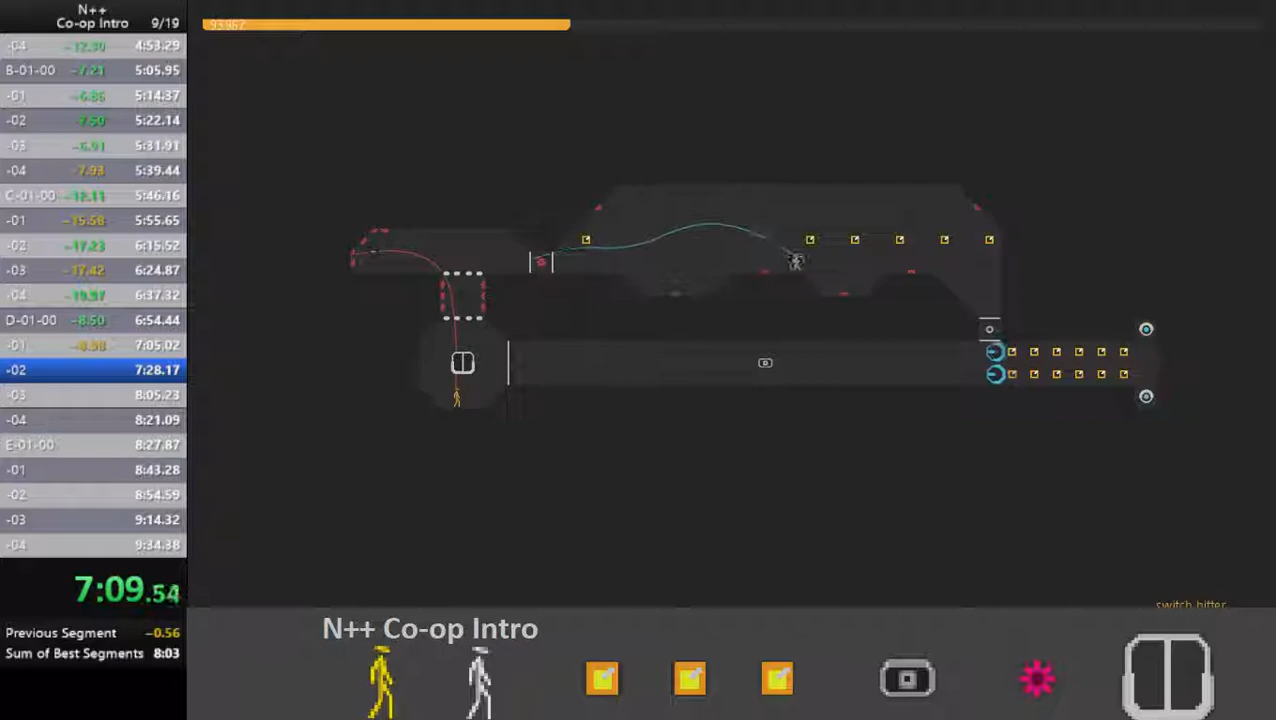 N++
Co-op Intro 9/19
-04 -12.30 4:53.29
B-01-00 -7.21 5:05.95
-01 -6.86 5:14.37
-02 -7.50 5:22.14
-03 -6.91 5:31.91
-04 -7.93 5:39.44
C-01-00 -12.11 5:46.16
-01 -15.58 5:55.65
-02 -17.23 6:15.52
-03 -17.42 6:24.87
-04 -19.97 6:37.32
D-01-00 -8.50 6:54.44
-01 -8.98 7:05.02
-02 7:28.17
-03 8:05.23
-04 8:21.09
E-01-00 8:27.87
-01 8:43.28
-02 8:54.59
-03 9:14.32
-04 9:34.38
7:09.54
Previous Segment -0.56
Sum of Best Segments 8:03
93.967
switch hitter
N++ Co-op Intro